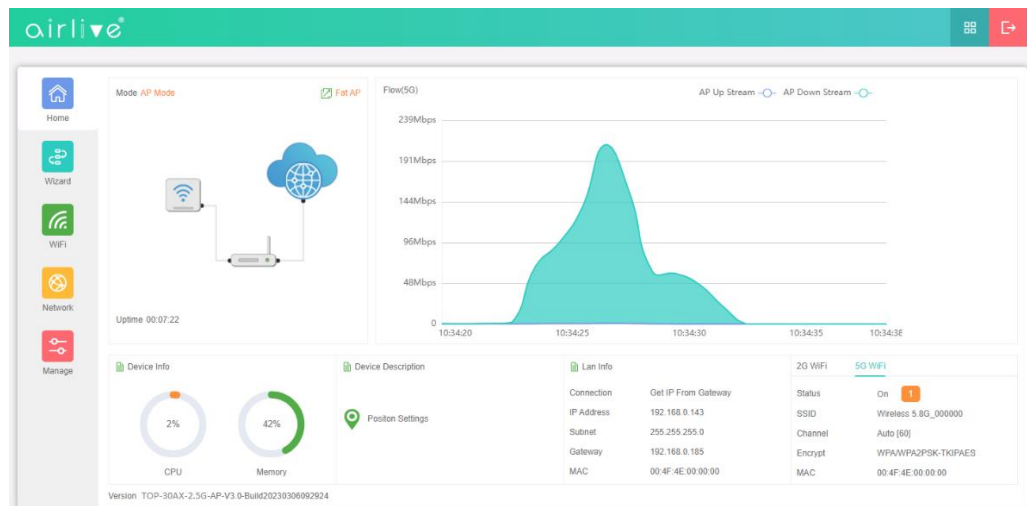 airlive®
Home
Wizard
WiFi
Network
Manage
Mode AP Mode
Fat AP
Uptime 00:07:22
Flow(5G)
AP Up Stream
AP Down Stream
239Mbps
191Mbps
144Mbps
96Mbps
48Mbps
0
10:34:20 10:34:25 10:34:30 10:34:35 10:34:38
Device Info
2%
42%
CPU
Memory
Device Description
Positon Settings
Lan Info
Connection Get IP From Gateway
IP Address 192.168.0.143
Subnet 255.255.255.0
Gateway 192.168.0.185
MAC 00:4F:4E:00:00:00
2G WiFi 5G WiFi
Status On 1
SSID Wireless 5.8G_000000
Channel Auto [60]
Encrypt WPA/WPA2PSK-TKIPAES
MAC 00:4F:4E:00:00:00
Version TOP-30AX-2.5G-AP-V3.0-Build20230306092924